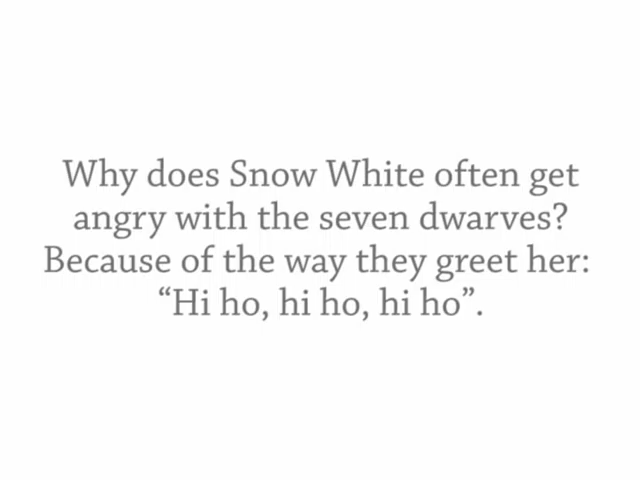 Why does Snow White often get
angry with the seven dwarves?
Because of the way they greet her:
“Hi ho, hi ho, hi ho”.